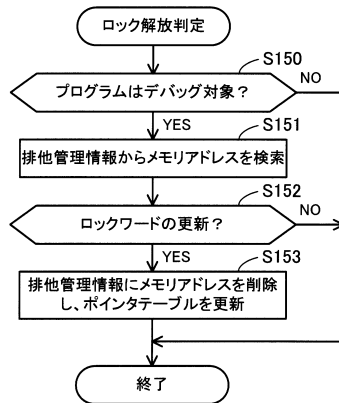 ロック解放判定
S150
プログラムはデバッグ対象?
NO
YES
S151
排他管理情報からメモリアドレスを検索
S152
ロックワードの更新?
NO
YES
S153
排他管理情報にメモリアドレスを削除
し、ポインタテーブルを更新
終了